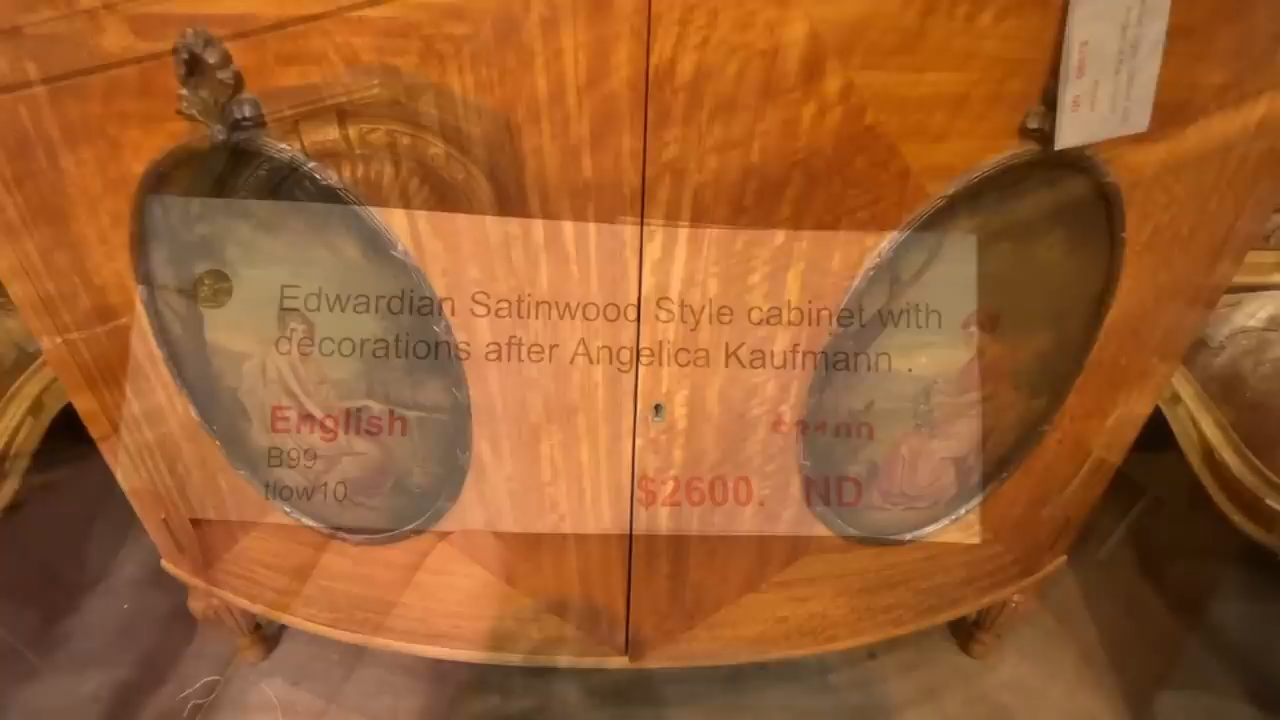 Edwardian Satinwood Style cabinet with
decorations after Angelica Kaufmann .
English
B99
tlow10
$2600. ND